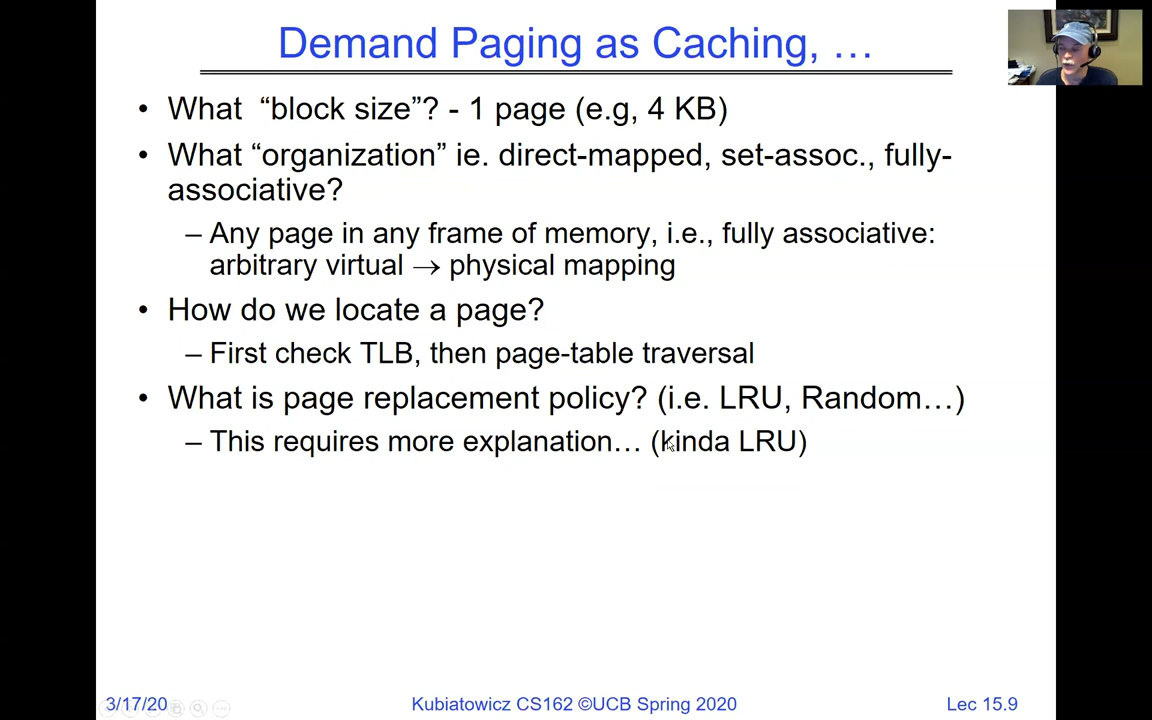 Demand Paging as Caching, …
• What “block size”? - 1 page (e.g, 4 KB)
• What “organization” ie. direct-mapped, set-assoc., fully-
associative?
– Any page in any frame of memory, i.e., fully associative:
arbitrary virtual → physical mapping
• How do we locate a page?
– First check TLB, then page-table traversal
• What is page replacement policy? (i.e. LRU, Random…)
– This requires more explanation… (kinda LRU)
3/17/20
Kubiatowicz CS162 ©UCB Spring 2020
Lec 15.9